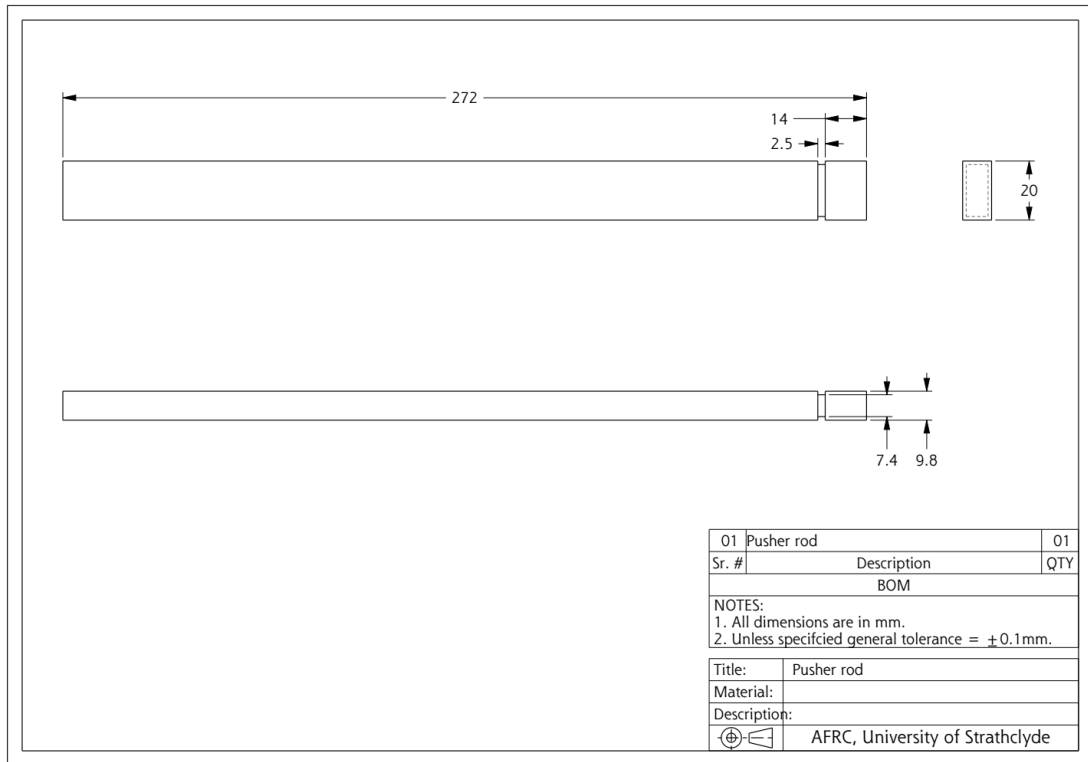 272
14
2.5
20
7.4 9.8
01 Pusher rod 01
Sr. # Description QTY
BOM
NOTES:
1. All dimensions are in mm.
2. Unless specifcied general tolerance = ±0.1mm.
Title: Pusher rod
Material:
Description:
AFRC, University of Strathclyde